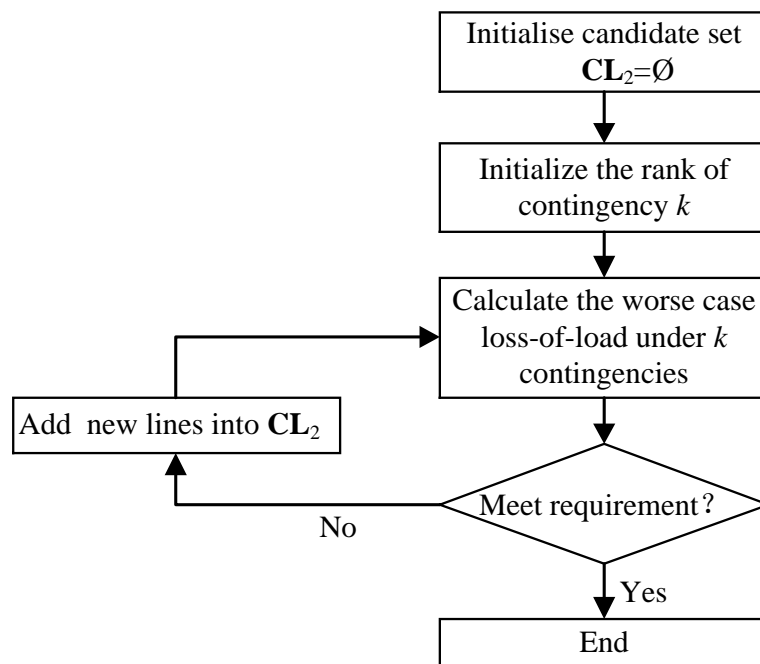 Initialise candidate set
CL₂=Ø
Initialize the rank of
contingency k
Calculate the worse case
loss-of-load under k
contingencies
Add new lines into CL₂
Meet requirement？
No
Yes
End